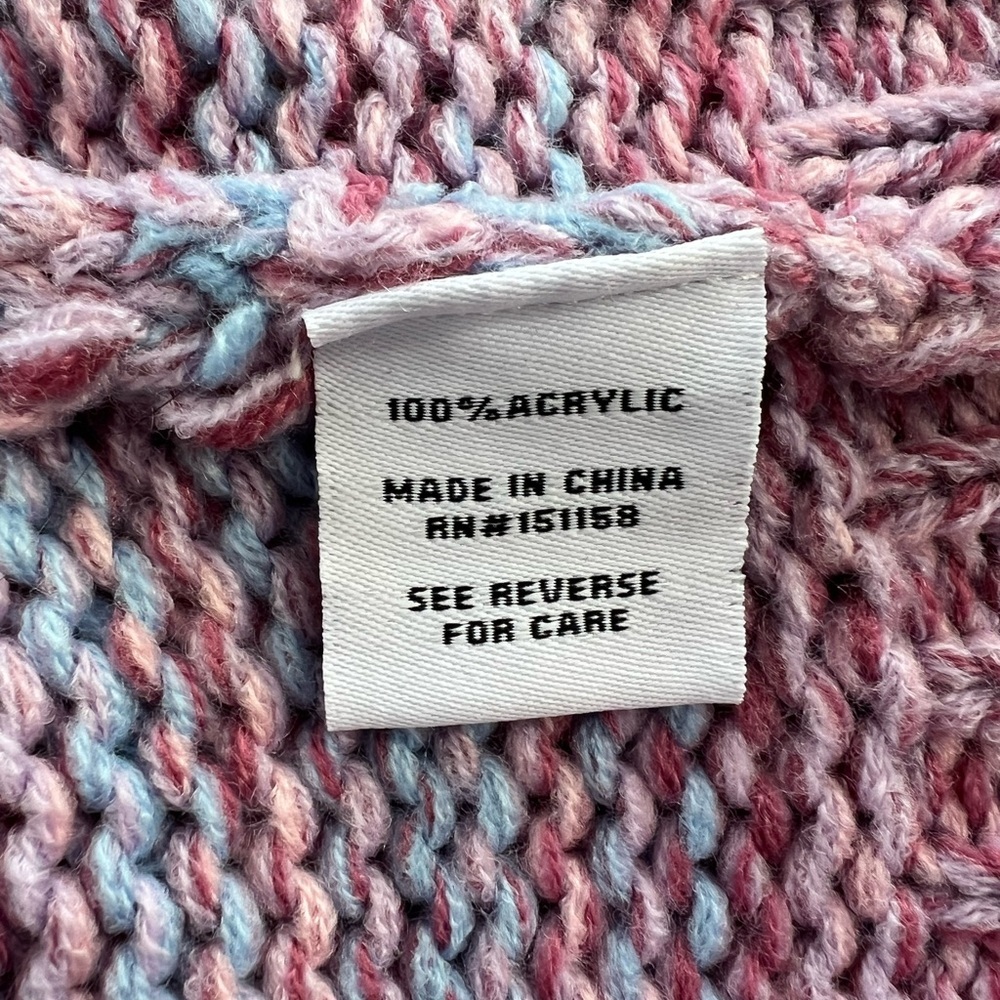 100% ACRYLIC
MADE IN CHINA
RN#151158
SEE REVERSE
FOR CARE